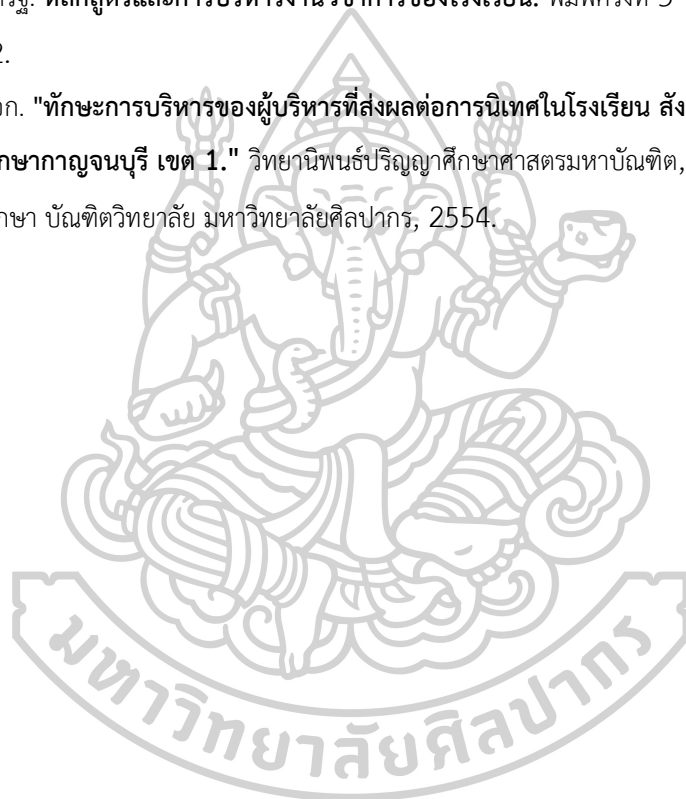 รัฐ. หลักสูตรและการบริหารงานวิชาการของโรงเรียน. พิมพ์ครั้งที่
2.
อก. "ทักษะการบริหารของผู้บริหารที่ส่งผลต่อการนิเทศในโรงเรียน สัง
กษากาญจนบุรี เขต 1." วิทยานิพนธ์ปริญญาศึกษาศาสตรมหาบัณฑิต,
กษา บัณฑิตวิทยาลัย มหาวิทยาลัยศิลปากร, 2554.
มหาวิทยาลัยศิลปากร